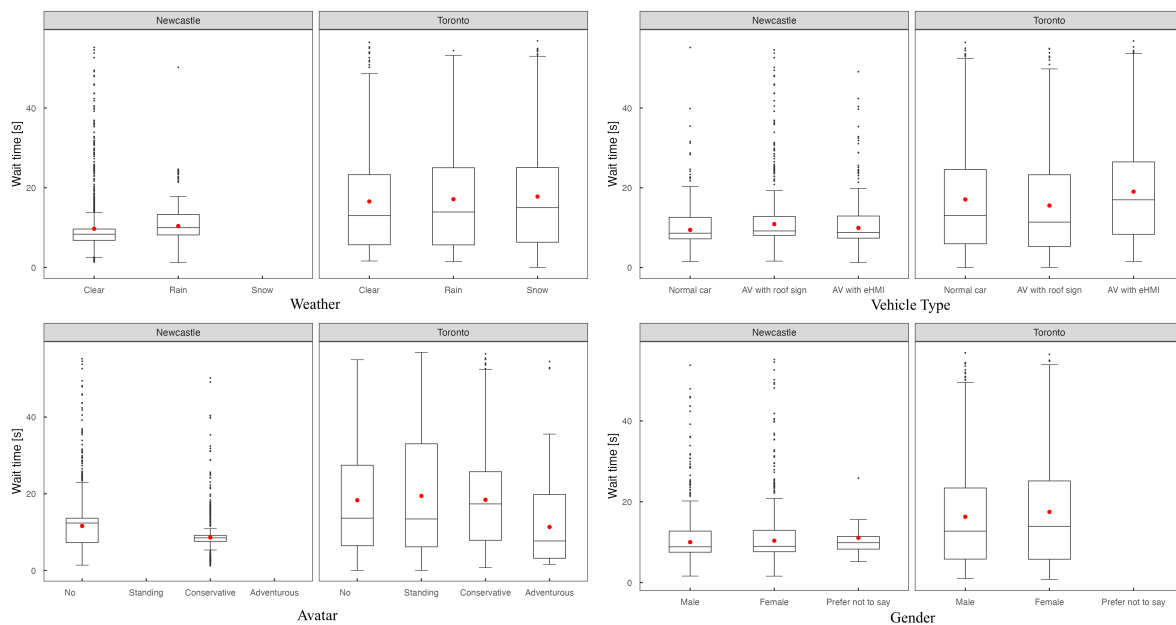 Newcastle Toronto
Wait time [s]
40
20
0
Clear Rain Snow Clear Rain Snow
Weather
Newcastle Toronto
Wait time [s]
40
20
0
Normal car AV with roof sign AV with eHMI Normal car AV with roof sign AV with eHMI
Vehicle Type
Newcastle Toronto
Wait time [s]
40
20
0
No Standing Conservative Adventurous No Standing Conservative Adventurous
Avatar
Newcastle Toronto
Wait time [s]
40
20
0
Male Female Prefer not to say Male Female Prefer not to say
Gender